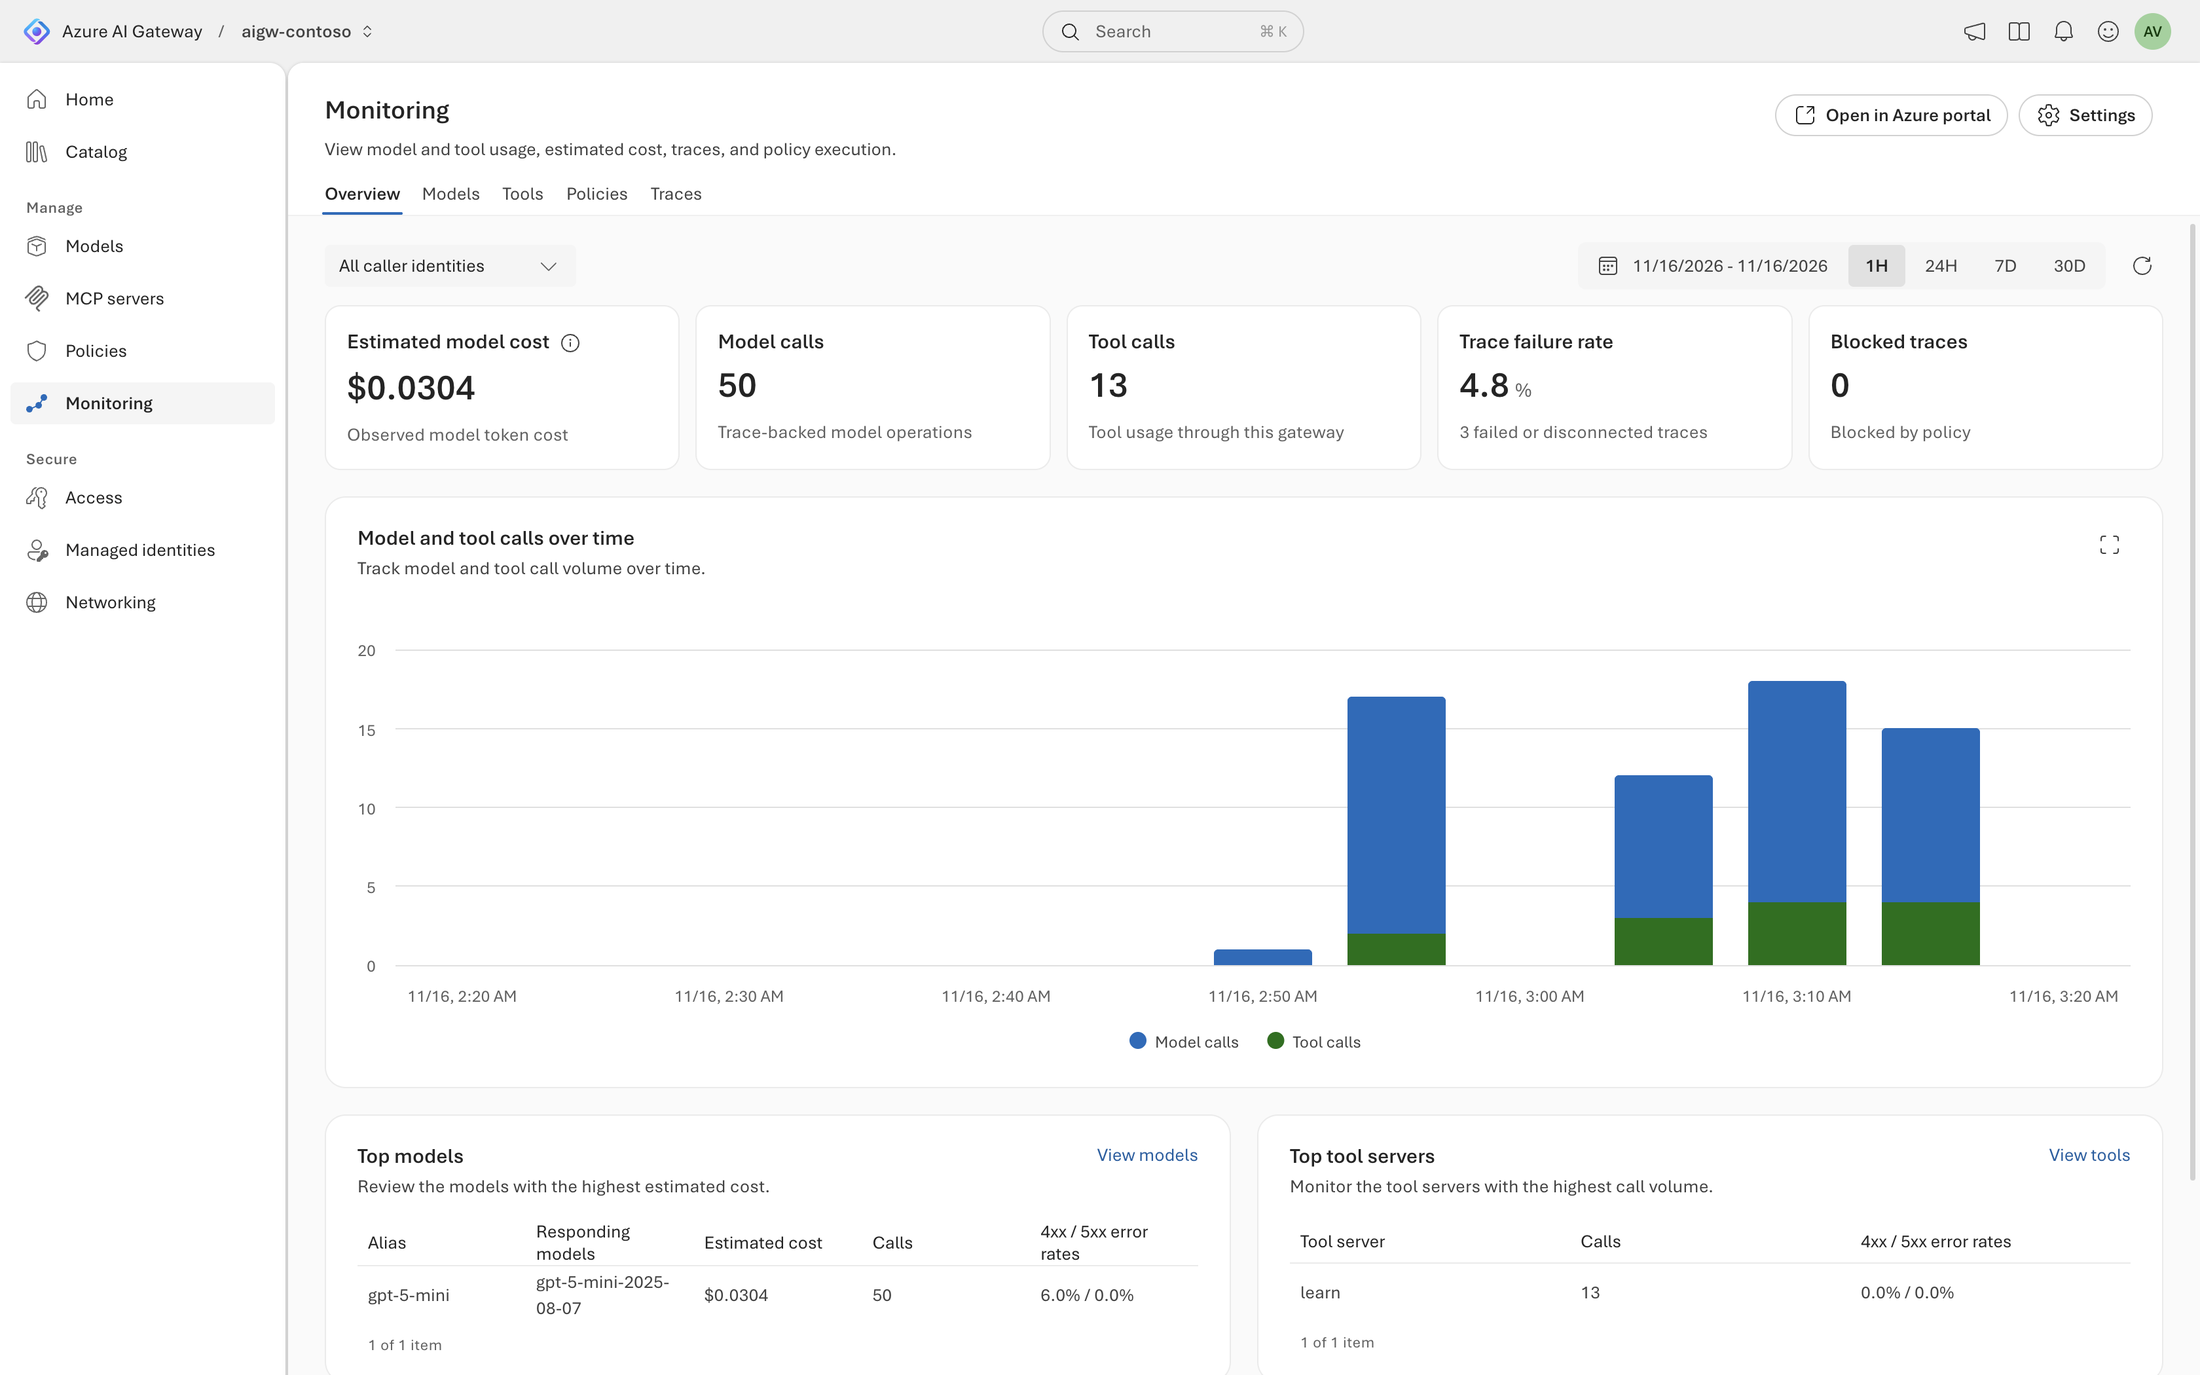 Azure AI Gateway / aigw-contoso
Search ⌘ K
AV
Home
Catalog
Manage
Models
MCP servers
Policies
Monitoring
Secure
Access
Managed identities
Networking
Monitoring
View model and tool usage, estimated cost, traces, and policy execution.
Open in Azure portal
Settings
Overview Models Tools Policies Traces
All caller identities
11/16/2026 - 11/16/2026 1H 24H 7D 30D
Estimated model cost
$0.0304
Observed model token cost
Model calls
50
Trace-backed model operations
Tool calls
13
Tool usage through this gateway
Trace failure rate
4.8 %
3 failed or disconnected traces
Blocked traces
0
Blocked by policy
Model and tool calls over time
Track model and tool call volume over time.
20
15
10
5
0
11/16, 2:20 AM 11/16, 2:30 AM 11/16, 2:40 AM 11/16, 2:50 AM 11/16, 3:00 AM 11/16, 3:10 AM 11/16, 3:20 AM
Model calls Tool calls
Top models
View models
Review the models with the highest estimated cost.
Alias Responding models Estimated cost Calls 4xx / 5xx error rates
gpt-5-mini gpt-5-mini-2025-08-07 $0.0304 50 6.0% / 0.0%
1 of 1 item
Top tool servers
View tools
Monitor the tool servers with the highest call volume.
Tool server Calls 4xx / 5xx error rates
learn 13 0.0% / 0.0%
1 of 1 item